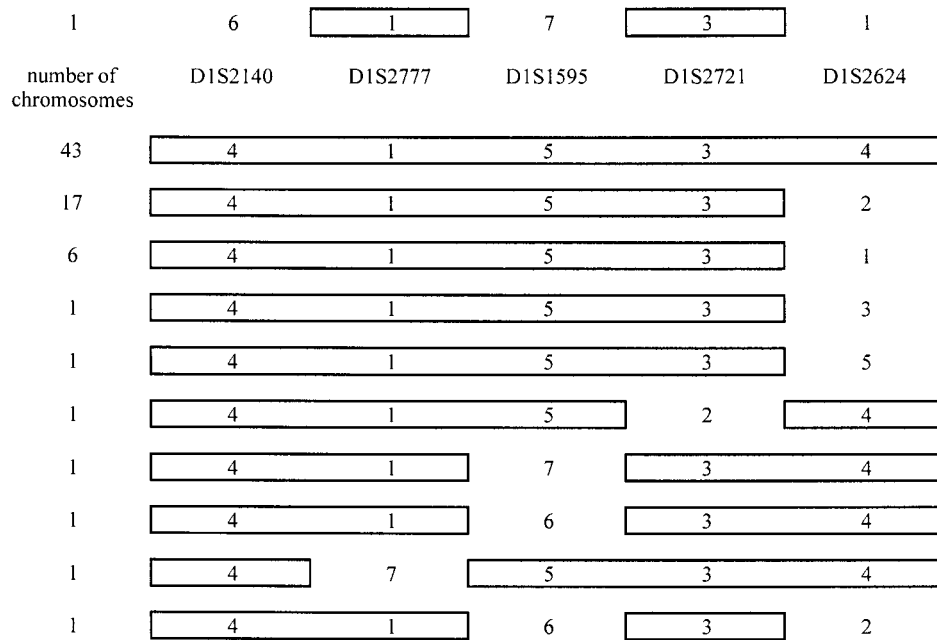 1 6 1 7 3 1
number of chromosomes D1S2140 D1S2777 D1S1595 D1S2721 D1S2624
43 4 1 5 3 4
17 4 1 5 3 2
6 4 1 5 3 1
1 4 1 5 3 3
1 4 1 5 3 5
1 4 1 5 2 4
1 4 1 7 3 4
1 4 1 6 3 4
1 4 7 5 3 4
1 4 1 6 3 2